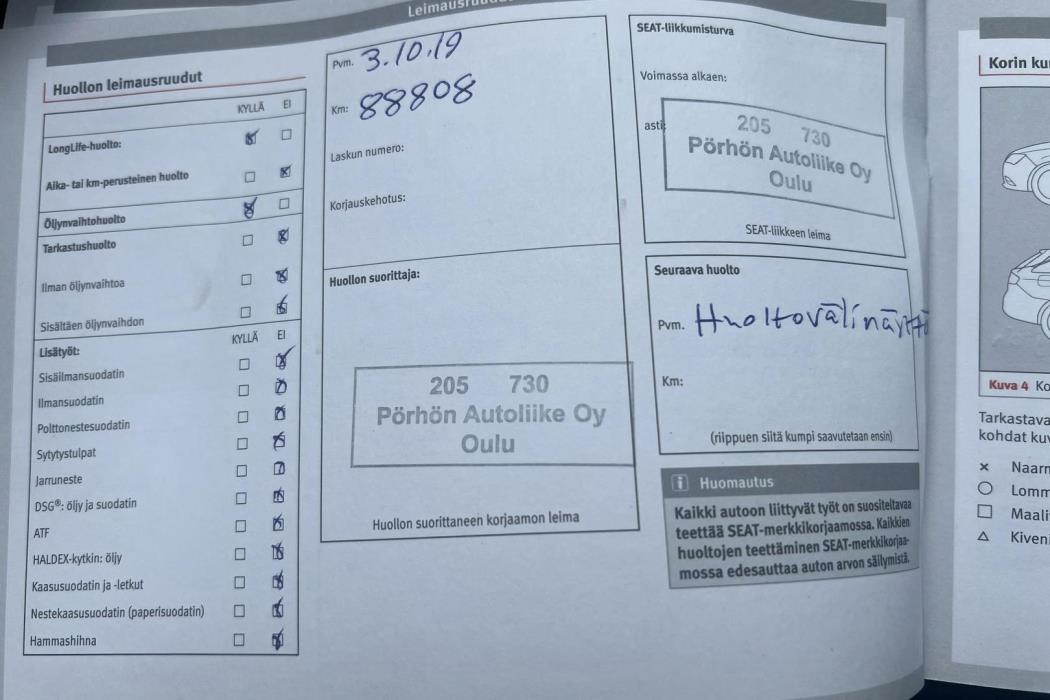 Leimausruudut
Huollon leimausruudut
KYLLÄ EI
LongLife-huolto:
Aika- tai km-perusteinen huolto
Öljynvaihtohuolto
Tarkastushuolto
Ilman öljynvaihtoa
Sisältäen öljynvaihdon
Lisätyöt: KYLLÄ EI
Sisäilmansuodatin
Ilmansuodatin
Polttonestesuodatin
Sytytystulpat
Jarruneste
DSG®: öljy ja suodatin
ATF
HALDEX-kytkin: öljy
Kaasusuodatin ja -letkut
Nestekaasusuodatin (paperisuodatin)
Hammashihna
Pvm. 3.10.19
Km: 88808
Laskun numero:
Korjauskehotus:
Huollon suorittaja:
205 730
Pörhön Autoliike Oy
Oulu
Huollon suorittaneen korjaamon leima
SEAT-liikkumisturva
Voimassa alkaen:
asti:
205 730
Pörhön Autoliike Oy
Oulu
SEAT-liikkeen leima
Seuraava huolto
Pvm. Huoltovälinäyttö
Km:
(riippuen siitä kumpi saavutetaan ensin)
i Huomautus
Kaikki autoon liittyvät työt on suositeltavaa
teettää SEAT-merkkikorjaamossa. Kaikkien
huoltojen teettäminen SEAT-merkkikorjaa-
mossa edesauttaa auton arvon säilymistä.
Korin ku
Kuva 4 Ko
Tarkastava
kohdat kuv
× Naarm
○ Lomm
□ Maali
△ Kiveni